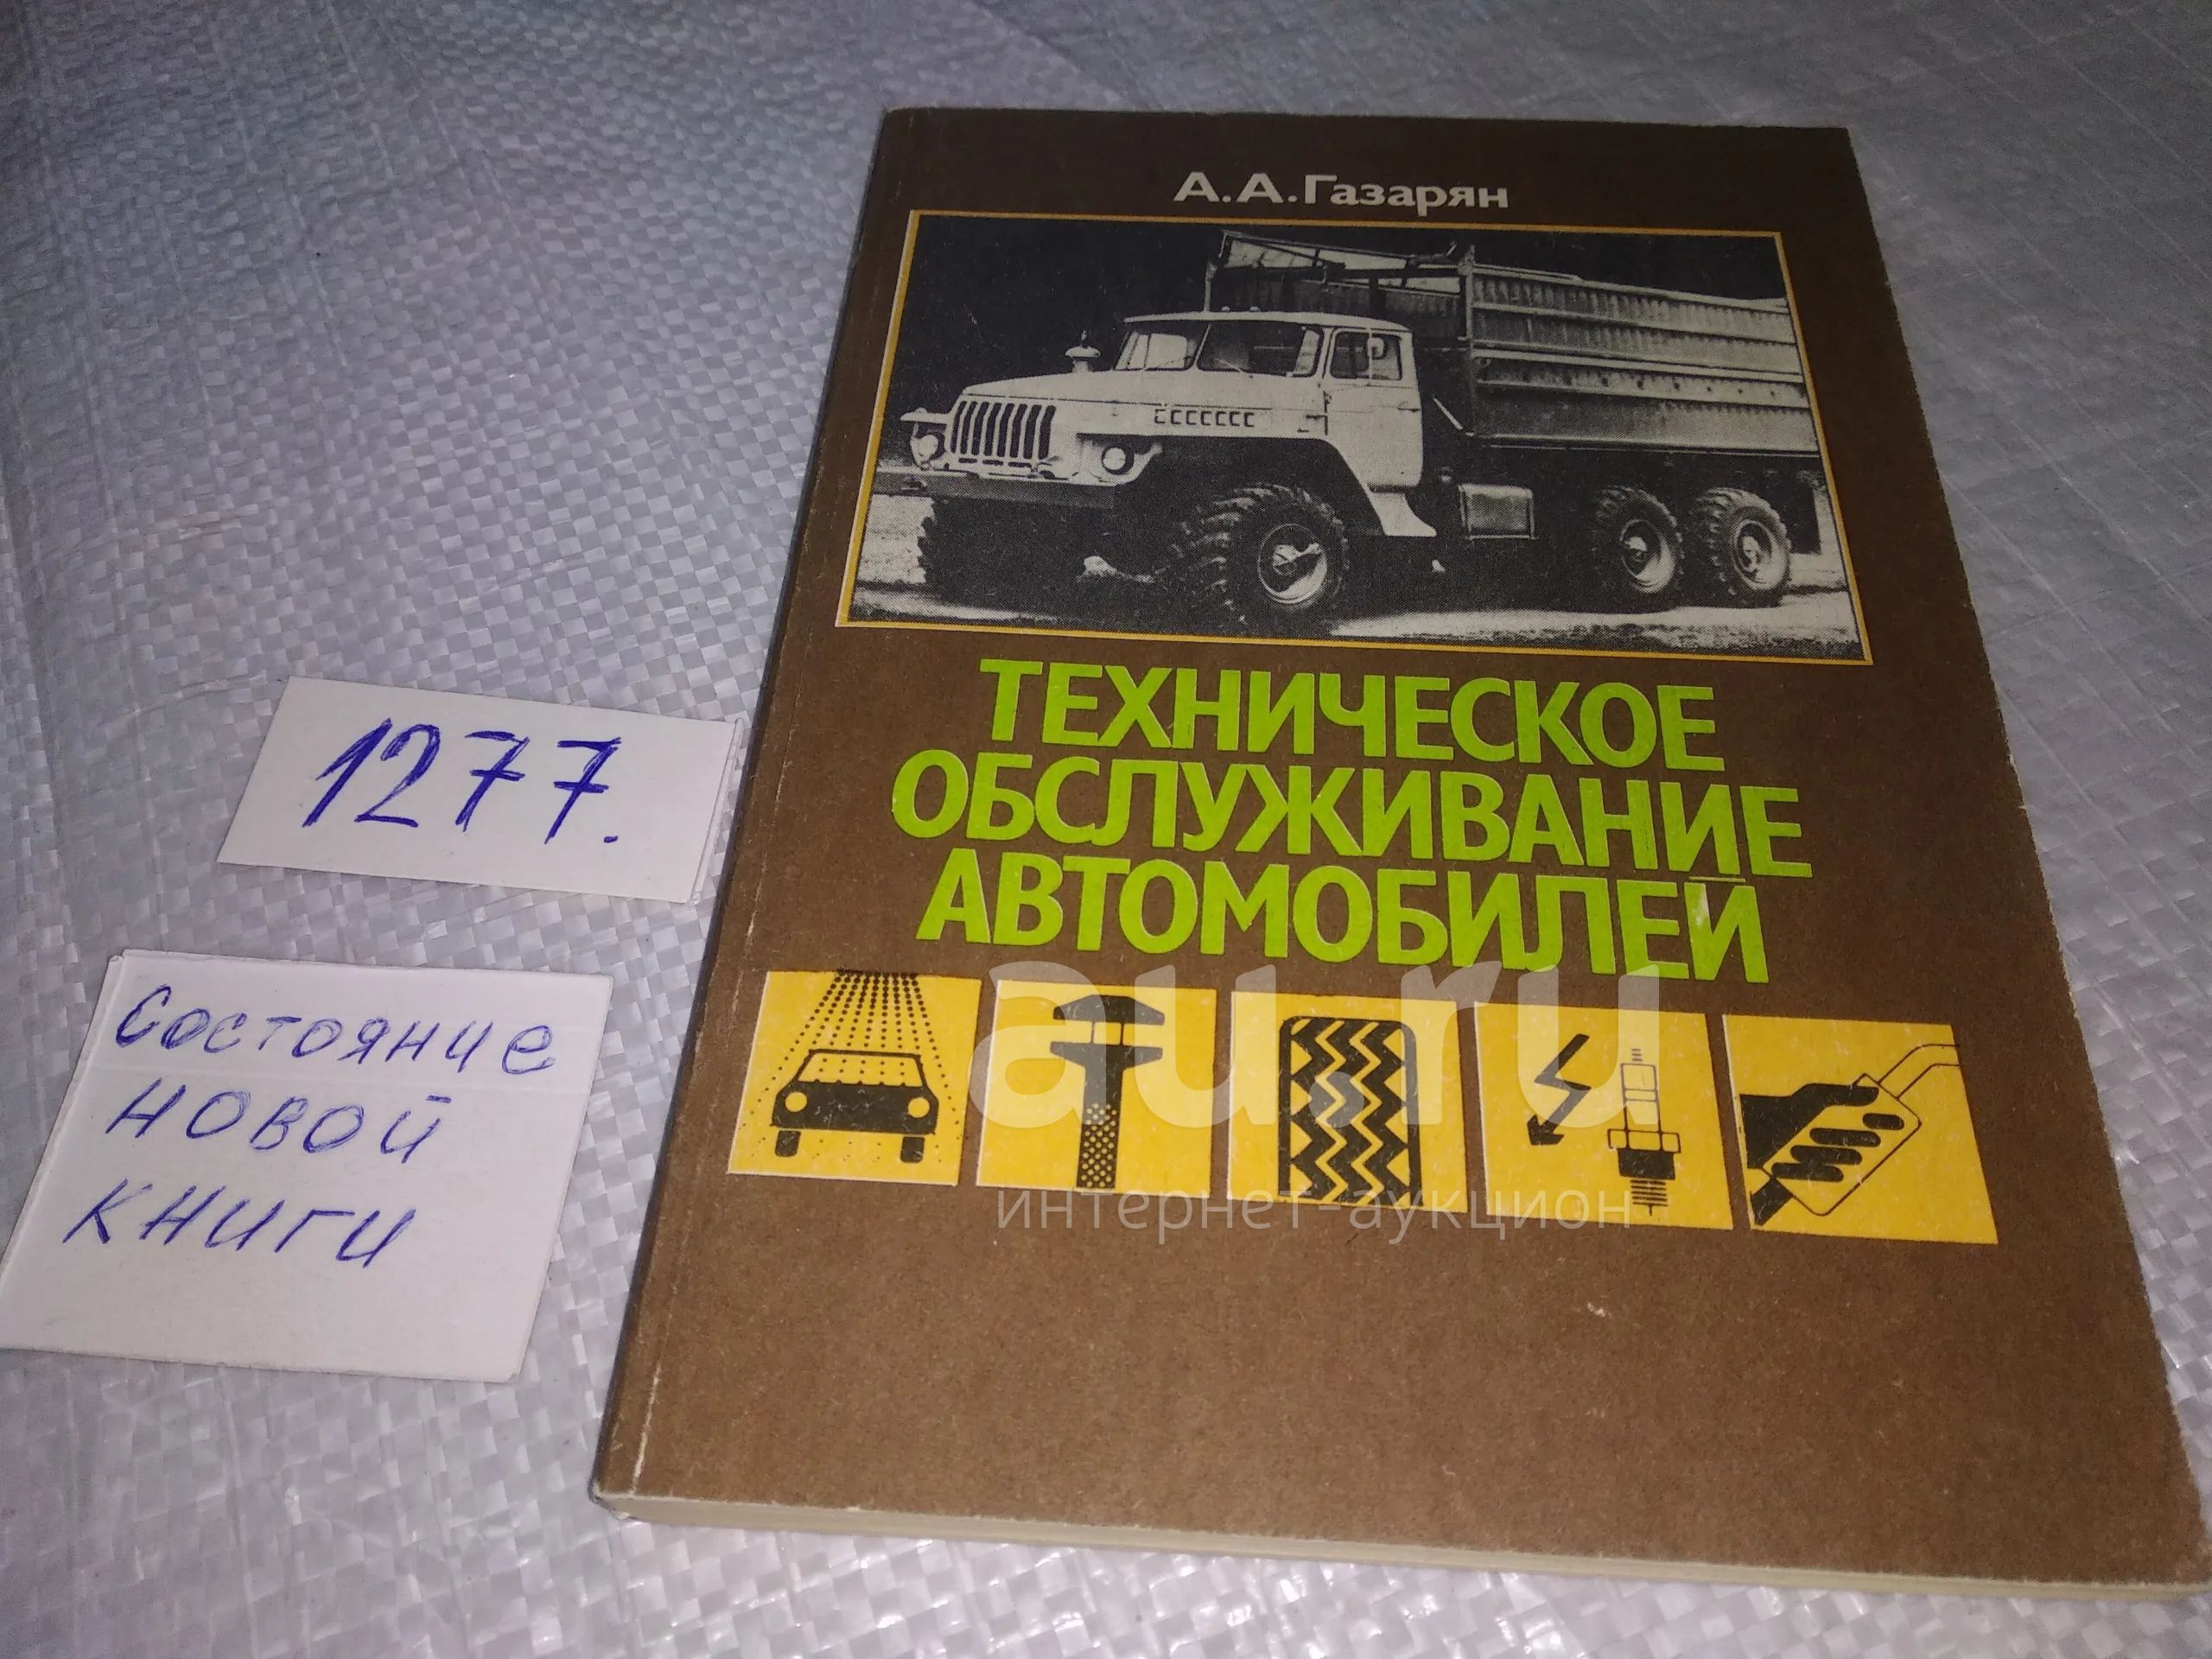 А.А.Газарян
ТЕХНИЧЕСКОЕ
ОБСЛУЖИВАНИЕ
АВТОМОБИЛЕЙ
1277.
Состояние
новой
книги
au.ru
интернет-аукцион